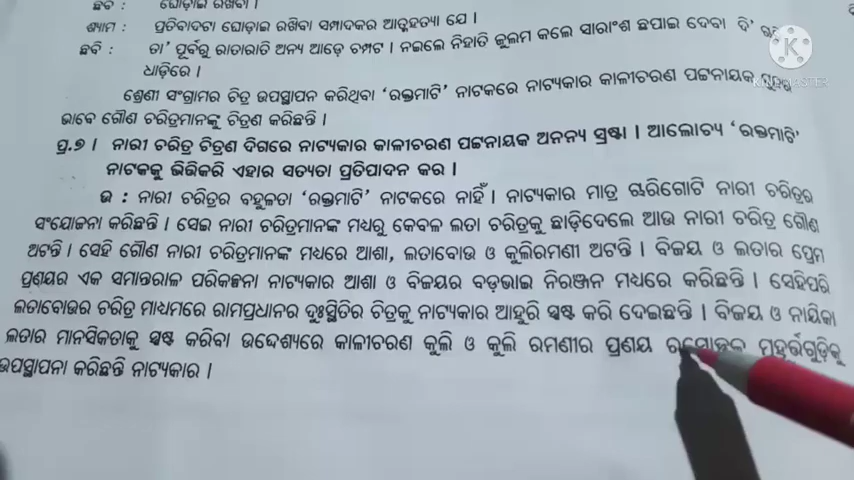 ଛବି : ଘୋଡ଼ାଇ ରଖିବା ।
ଶ୍ୟାମ : ପ୍ରତିବାଦଟା ଘୋଡ଼ାଇ ରଖିବା ସମ୍ପାଦକର ଆତ୍ମହତ୍ୟା ଯେ ।
ଛବି : ତା' ପୂର୍ବରୁ ରାତାରାତି ଅନ୍ୟ ଆଡ଼େ ଚମ୍ପଟ । ନଇଲେ ନିହାତି ଜୁଲମ କଲେ ସାରାଂଶ ଛପାଇ ଦେବା ଦି'
ଧାଡ଼ିରେ ।
ଶ୍ରେଣୀ ସଂଗ୍ରାମର ଚିତ୍ର ଉପସ୍ଥାପନ କରିଥିବା 'ରକ୍ତମାଟି' ନାଟକରେ ନାଟ୍ୟକାର କାଳୀଚରଣ ପଟ୍ଟନାୟକ
ଭାବେ ଗୌଣ ଚରିତ୍ରମାନଙ୍କୁ ଚିତ୍ରଣ କରିଛନ୍ତି ।
ପ୍ର.୭ । ନାରୀ ଚରିତ୍ର ଚିତ୍ରଣ ଦିଗରେ ନାଟ୍ୟକାର କାଳୀଚରଣ ପଟ୍ଟନାୟକ ଅନନ୍ୟ ସ୍ରଷ୍ଟା । ଆଲୋଚ୍ୟ 'ରକ୍ତମାଟି'
ନାଟକକୁ ଭିତ୍ତିକରି ଏହାର ସତ୍ୟତା ପ୍ରତିପାଦନ କର ।
ଉ : ନାରୀ ଚରିତ୍ରର ବହୁଳତା 'ରକ୍ତମାଟି' ନାଟକରେ ନାହିଁ । ନାଟ୍ୟକାର ମାତ୍ର ଚାରିଗୋଟି ନାରୀ ଚରିତ୍ରର
ସଂଯୋଜନା କରିଛନ୍ତି । ସେଇ ନାରୀ ଚରିତ୍ରମାନଙ୍କ ମଧ୍ୟରୁ କେବଳ ଲତା ଚରିତ୍ରକୁ ଛାଡ଼ିଦେଲେ ଆଉ ନାରୀ ଚରିତ୍ର ଗୌଣ
ଅଟନ୍ତି । ସେହି ଗୌଣ ନାରୀ ଚରିତ୍ରମାନଙ୍କ ମଧ୍ୟରେ ଆଶା, ଲତାବୋଉ ଓ କୁଲିରମଣୀ ଅଟନ୍ତି । ବିଜୟ ଓ ଲତାର ପ୍ରେମ
ପ୍ରଣୟର ଏକ ସମାନ୍ତରାଳ ପରିକଳ୍ପନା ନାଟ୍ୟକାର ଆଶା ଓ ବିଜୟର ବଡ଼ଭାଇ ନିରଞ୍ଜନ ମଧ୍ୟରେ କରିଛନ୍ତି । ସେହିପରି
ଲତାବୋଉର ଚରିତ୍ର ମାଧ୍ୟମରେ ରାମପ୍ରଧାନର ଦୁଃସ୍ଥିତିର ଚିତ୍ରକୁ ନାଟ୍ୟକାର ଆହୁରି ସ୍ପଷ୍ଟ କରି ଦେଇଛନ୍ତି । ବିଜୟ ଓ ନାୟିକା
ଲତାର ମାନସିକତାକୁ ସ୍ପଷ୍ଟ କରିବା ଉଦ୍ଦେଶ୍ୟରେ କାଳୀଚରଣ କୁଲି ଓ କୁଲି ରମଣୀର ପ୍ରଣୟ ମୁହୂର୍ତ୍ତଗୁଡ଼ିକୁ
ଉପସ୍ଥାପନା କରିଛନ୍ତି ନାଟ୍ୟକାର ।